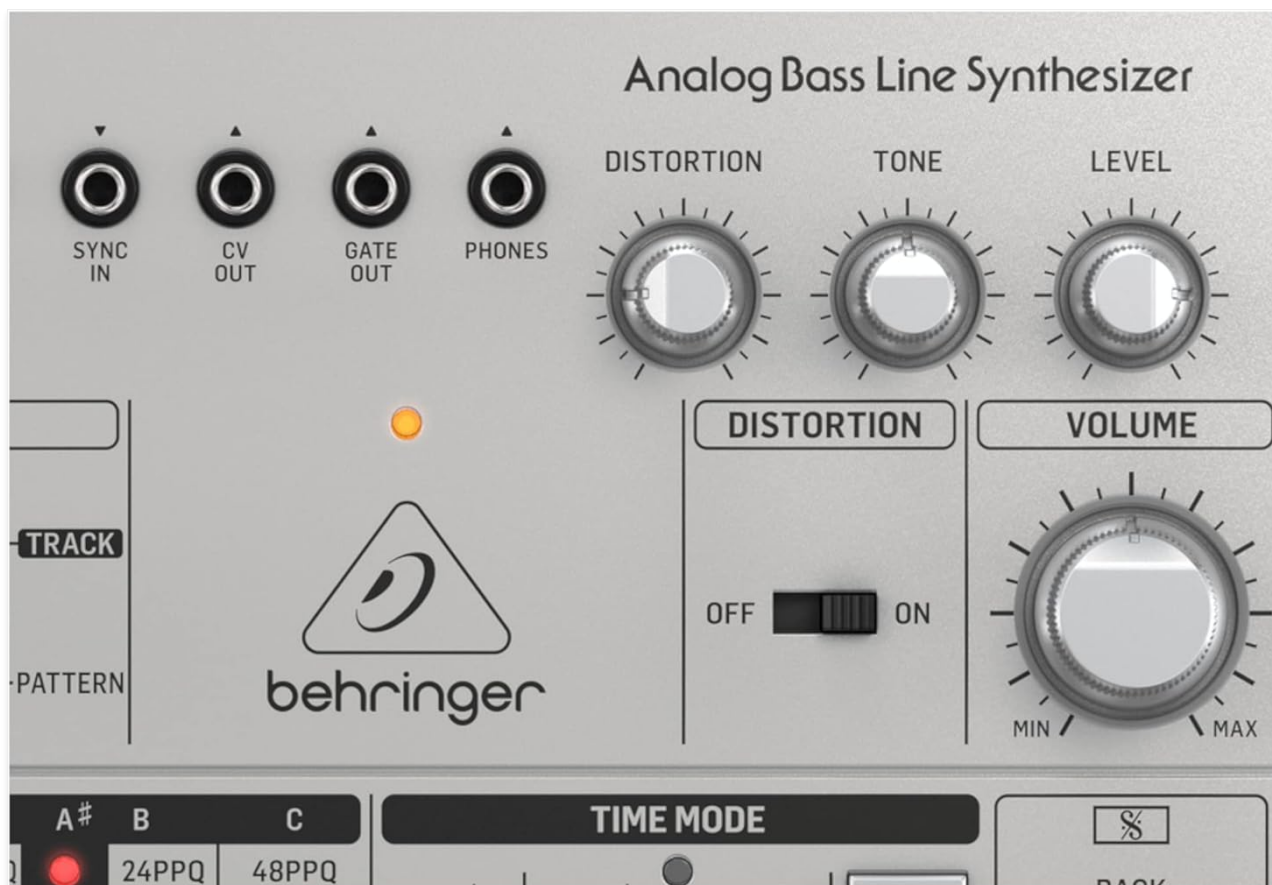 Analog Bass Line Synthesizer
DISTORTION TONE LEVEL
SYNC
IN
CV
OUT
GATE
OUT
PHONES
DISTORTION
VOLUME
TRACK
OFF ON
PATTERN
behringer
MIN MAX
A♯ B C
TIME MODE
24PPQ 48PPQ